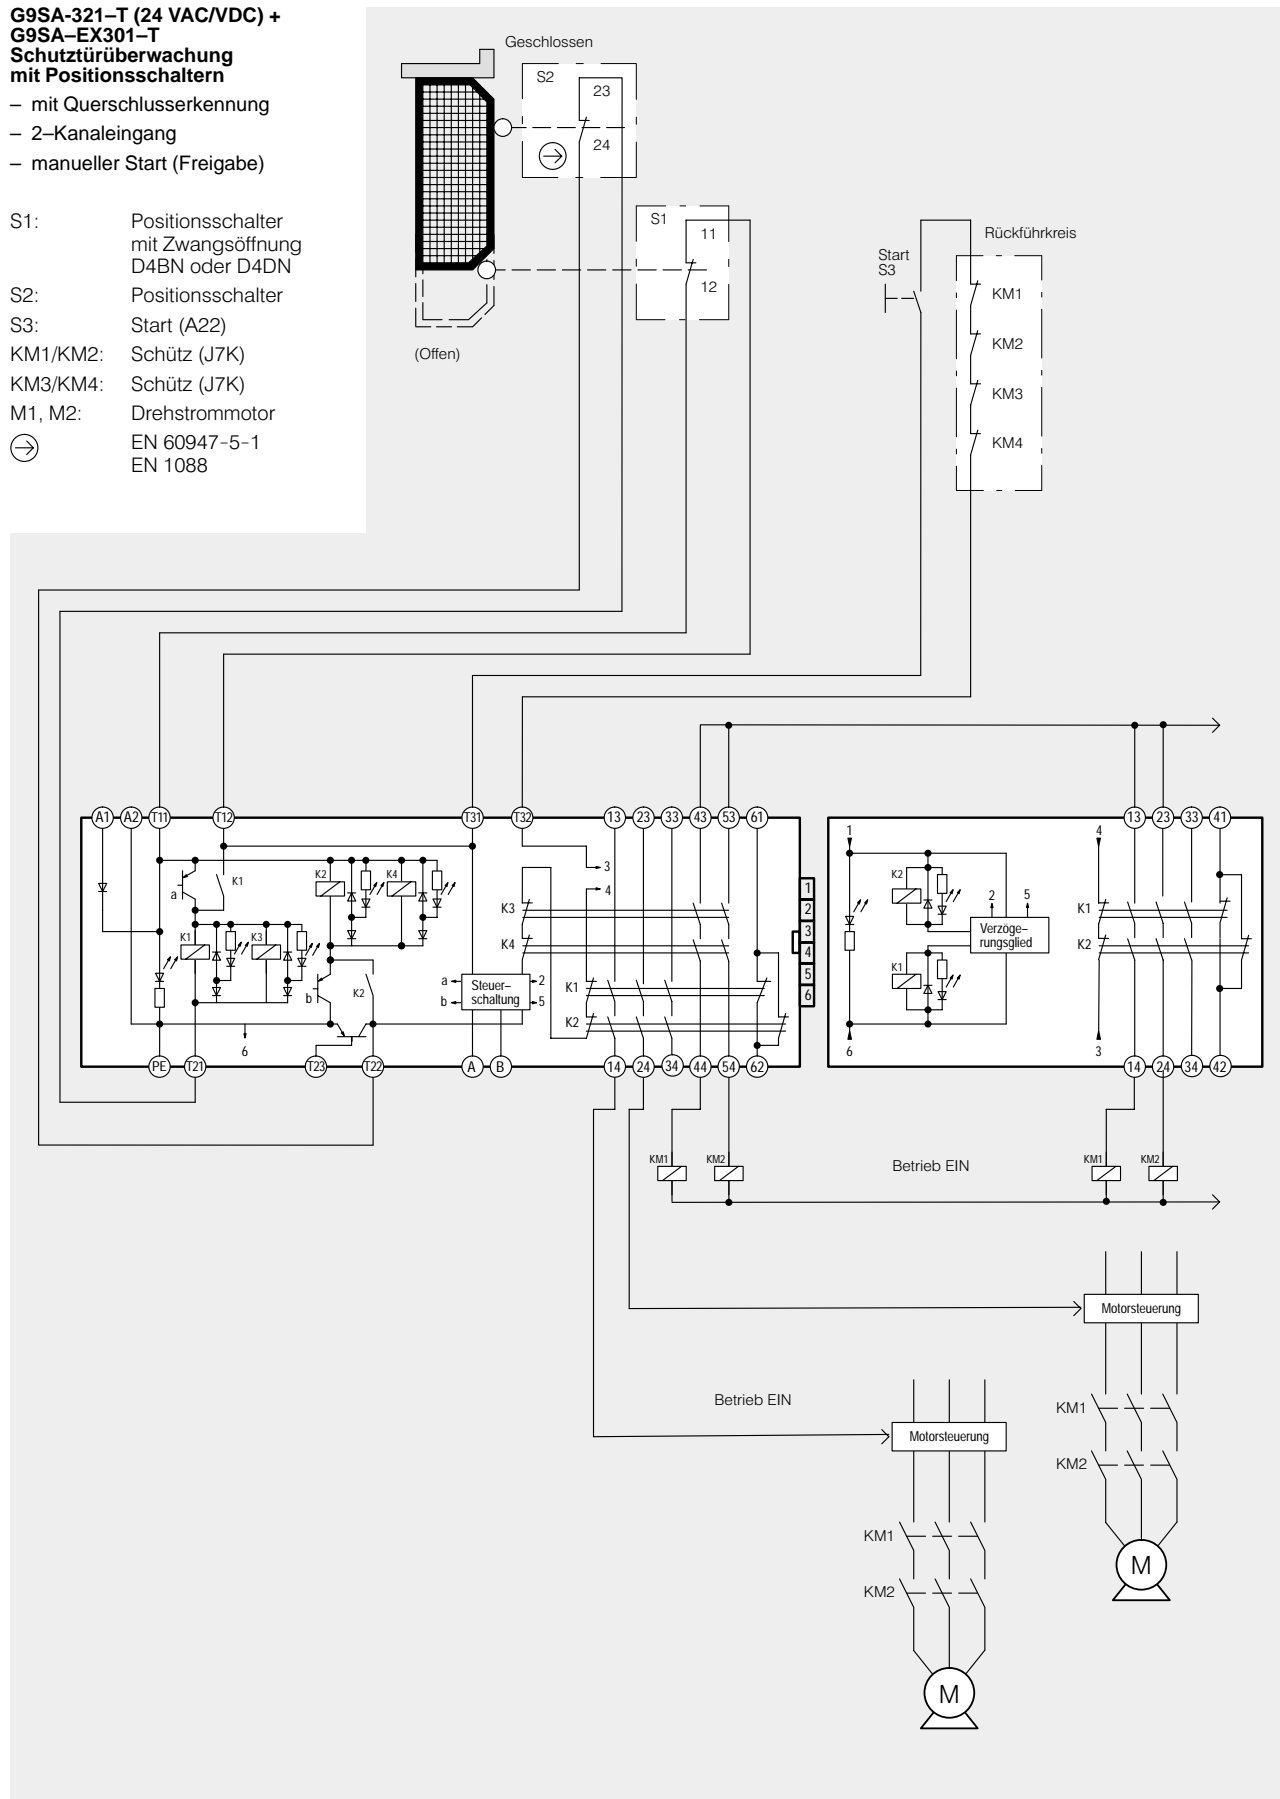 G9SA-321–T (24 VAC/VDC) +
G9SA–EX301–T
Schutztürüberwachung
mit Positionsschaltern
– mit Querschlusserkennung
– 2–Kanaleingang
– manueller Start (Freigabe)
S1: Positionsschalter
mit Zwangsöffnung
D4BN oder D4DN
S2: Positionsschalter
S3: Start (A22)
KM1/KM2: Schütz (J7K)
KM3/KM4: Schütz (J7K)
M1, M2: Drehstrommotor
EN 60947-5-1
EN 1088
Geschlossen
S2
23
24
S1
11
12
(Offen)
Start
S3
Rückführkreis
KM1
KM2
KM3
KM4
A1 A2 T11 T12 T31 T32 13 23 33 43 53 61
a K1 K2 K4
K1 K3
b K2
6
a 2
b 5
Steuer–
schaltung
3
4
K3
K4
K1
K2
1
2
3
4
5
6
PE T21 T23 T22 A B 14 24 34 44 54 62
13 23 33 41
1 4
K2
2 5
Verzöge–
rungsglied
K1
K1
K2
6 3
14 24 34 42
KM1 KM2
Betrieb EIN
KM1 KM2
Motorsteuerung
KM1
KM2
M
Betrieb EIN
Motorsteuerung
KM1
KM2
M